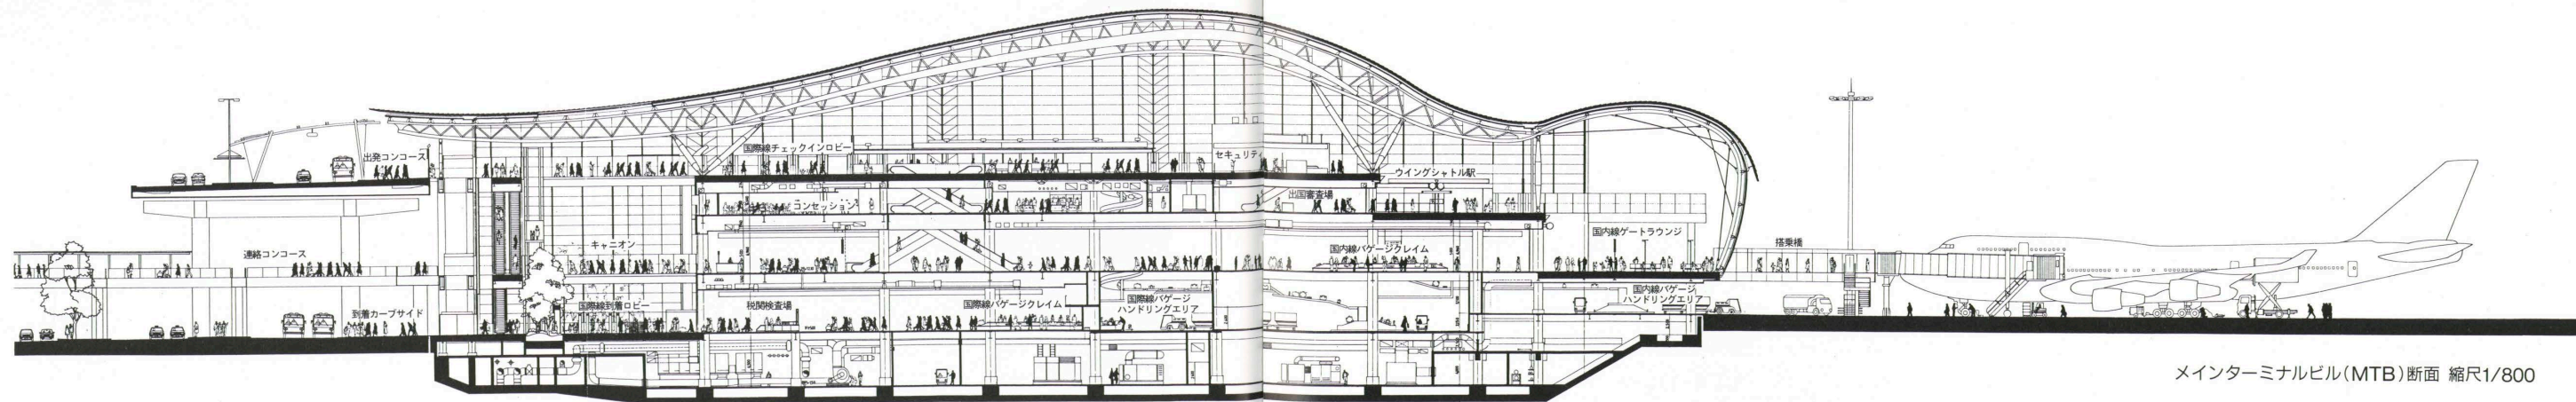 出発コンコース
国際線チェックインロビー
セキュリティ
ウイングシャトル駅
コンセッション
出国審査場
連絡コンコース
キャニオン
国内線バゲージクレイム
国内線ゲートラウンジ
搭乗橋
到着カーブサイド
国際線到着ロビー
税関検査場
国際線バゲージクレイム
国際線バゲージ
ハンドリングエリア
国内線バゲージ
ハンドリングエリア
メインターミナルビル(MTB)断面 縮尺1/800